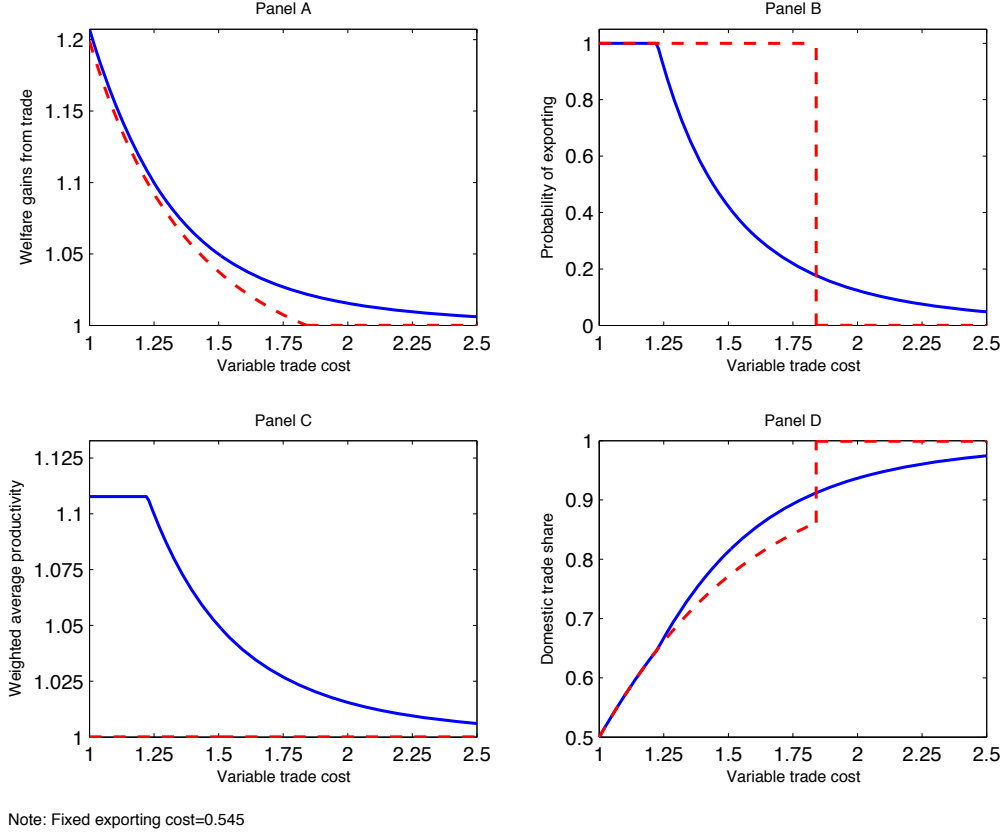 Panel A
Welfare gains from trade
1.2
1.15
1.1
1.05
1
1 1.25 1.5 1.75 2 2.25 2.5
Variable trade cost
Panel B
Probability of exporting
1
0.8
0.6
0.4
0.2
0
1 1.25 1.5 1.75 2 2.25 2.5
Variable trade cost
Panel C
Weighted average productivity
1.125
1.1
1.075
1.05
1.025
1
1 1.25 1.5 1.75 2 2.25 2.5
Variable trade cost
Panel D
Domestic trade share
1
0.9
0.8
0.7
0.6
0.5
1 1.25 1.5 1.75 2 2.25 2.5
Variable trade cost
Note: Fixed exporting cost=0.545